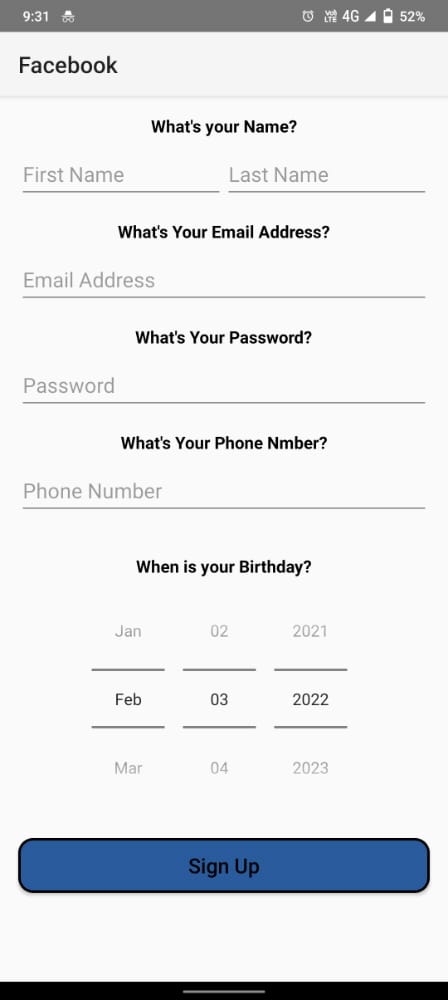 9:31 Vo) LTE 4G 52%
Facebook
What's your Name?
First Name Last Name
What's Your Email Address?
Email Address
What's Your Password?
Password
What's Your Phone Nmber?
Phone Number
When is your Birthday?
Jan 02 2021
Feb 03 2022
Mar 04 2023
Sign Up